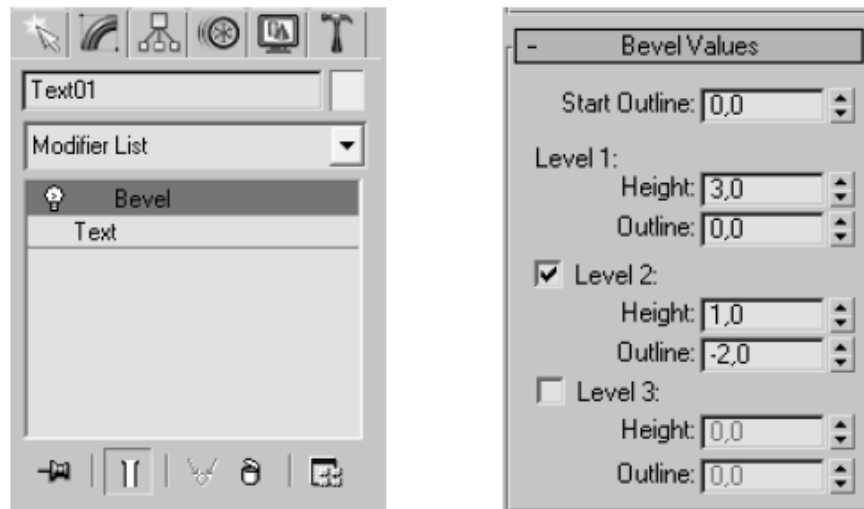 Text01
Modifier List
Bevel
Text
- Bevel Values
Start Outline: 0,0
Level 1:
Height: 3,0
Outline: 0,0
Level 2:
Height: 1,0
Outline: -2,0
Level 3:
Height: 0,0
Outline: 0,0